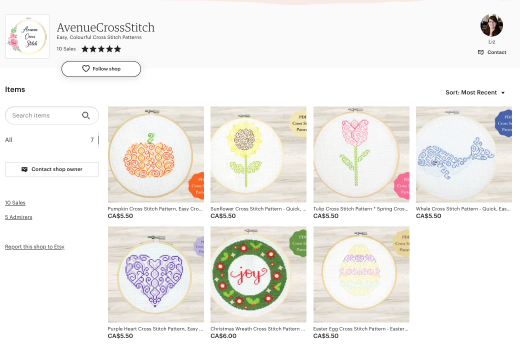 Avenue
Cross
Stitch
AvenueCrossStitch
Easy, Colourful Cross Stitch Patterns
10 Sales
Follow shop
Liz
Contact
Items
Sort: Most Recent
Search items
All
7
Contact shop owner
10 Sales
5 Admirers
Report this shop to Etsy
Pumpkin Cross Stitch Pattern, Easy Cro...
CA$5.50
Sunflower Cross Stitch Pattern - Quick, ...
CA$5.50
Tulip Cross Stitch Pattern * Spring Cros...
CA$5.50
Whale Cross Stitch Pattern - Quick, Eas...
CA$5.50
joy
Purple Heart Cross Stitch Pattern, Easy ...
CA$5.50
Christmas Wreath Cross Stitch Pattern ...
CA$6.00
Easter Egg Cross Stitch Pattern - Easter...
CA$5.50